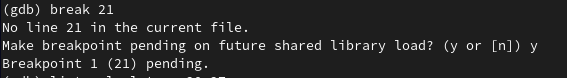 (gdb) break 21
No line 21 in the current file.
Make breakpoint pending on future shared library load? (y or [n]) y
Breakpoint 1 (21) pending.